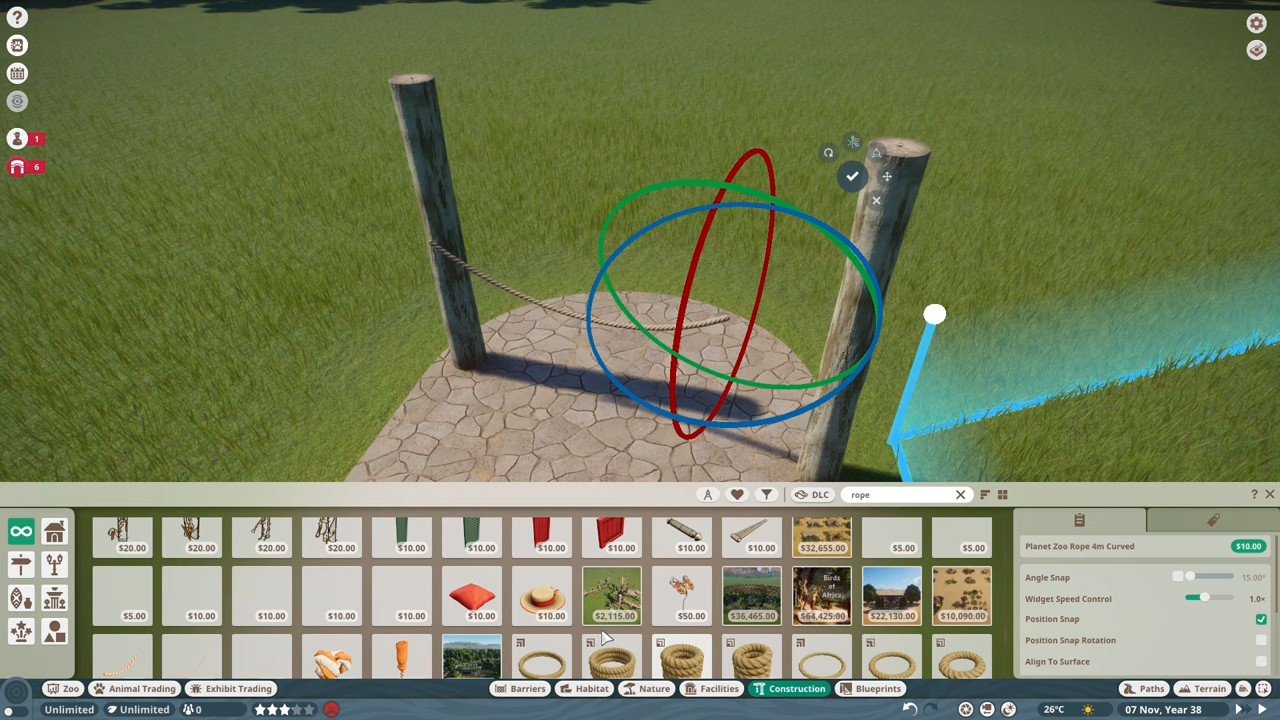 ?
1
6
DLC
rope
?
$20.00 $20.00 $20.00 $20.00 $10.00 $10.00 $10.00 $10.00 $10.00 $10.00 $32,655.00 $5.00 $5.00
$5.00 $10.00 $10.00 $10.00 $10.00 $10.00 $10.00 $2,115.00 $50.00 $36,465.00 $64,425.00 $22,130.00 $10,090.00
Birds of Africa
Planet Zoo Rope 4m Curved $10.00
Angle Snap 15.00°
Widget Speed Control 1.0×
Position Snap
Position Snap Rotation
Align To Surface
Zoo Animal Trading Exhibit Trading Barriers Habitat Nature Facilities Construction Blueprints Paths Terrain
Unlimited Unlimited 0 26°C 07 Nov, Year 38